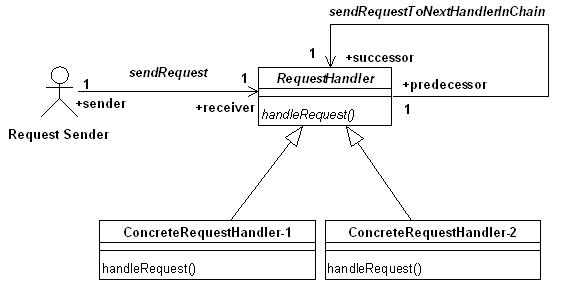 sendRequestToNextHandlerInChain
1
+successor
sendRequest
1
1
RequestHandler
+predecessor
+sender
+receiver
1
handleRequest()
Request Sender
ConcreteRequestHandler-1
ConcreteRequestHandler-2
handleRequest()
handleRequest()